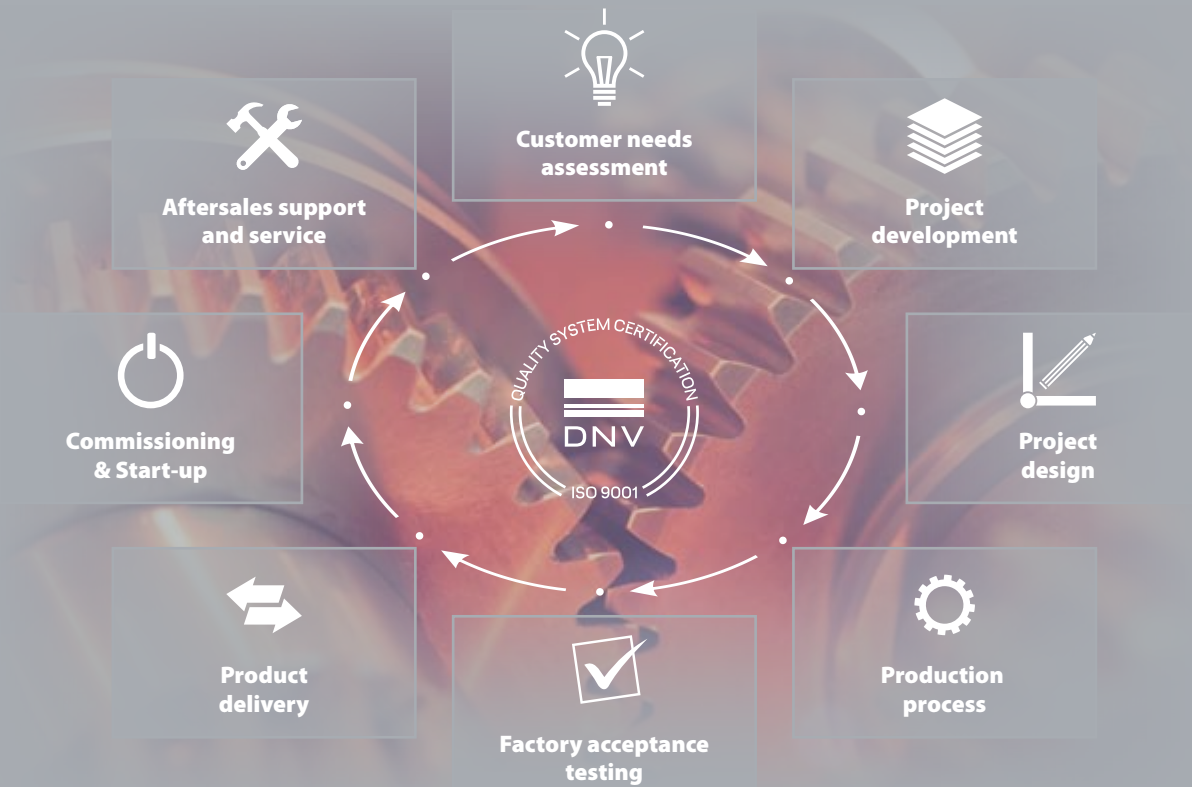 Customer needs
assessment
Project
development
Project
design
Production
process
Factory acceptance
testing
Product
delivery
Commissioning
& Start-up
Aftersales support
and service
QUALITY SYSTEM CERTIFICATION
DNV
ISO 9001